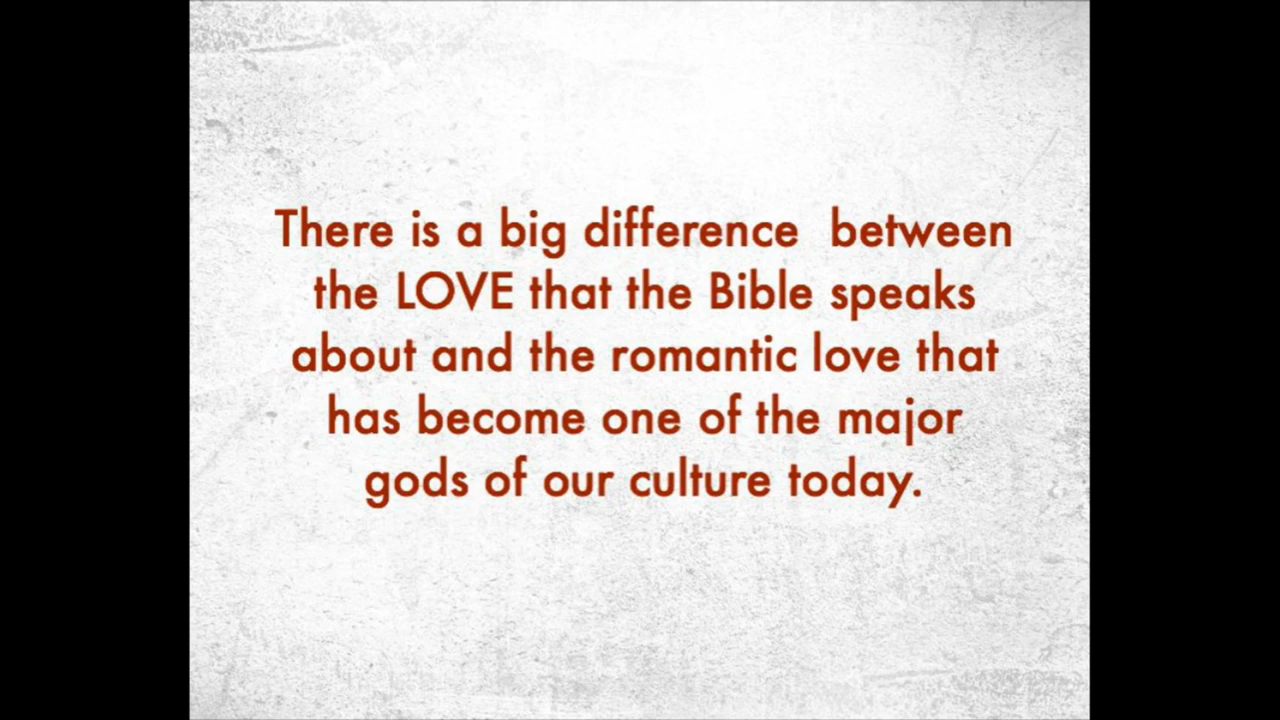 There is a big difference  between
the LOVE that the Bible speaks
about and the romantic love that
has become one of the major
gods of our culture today.